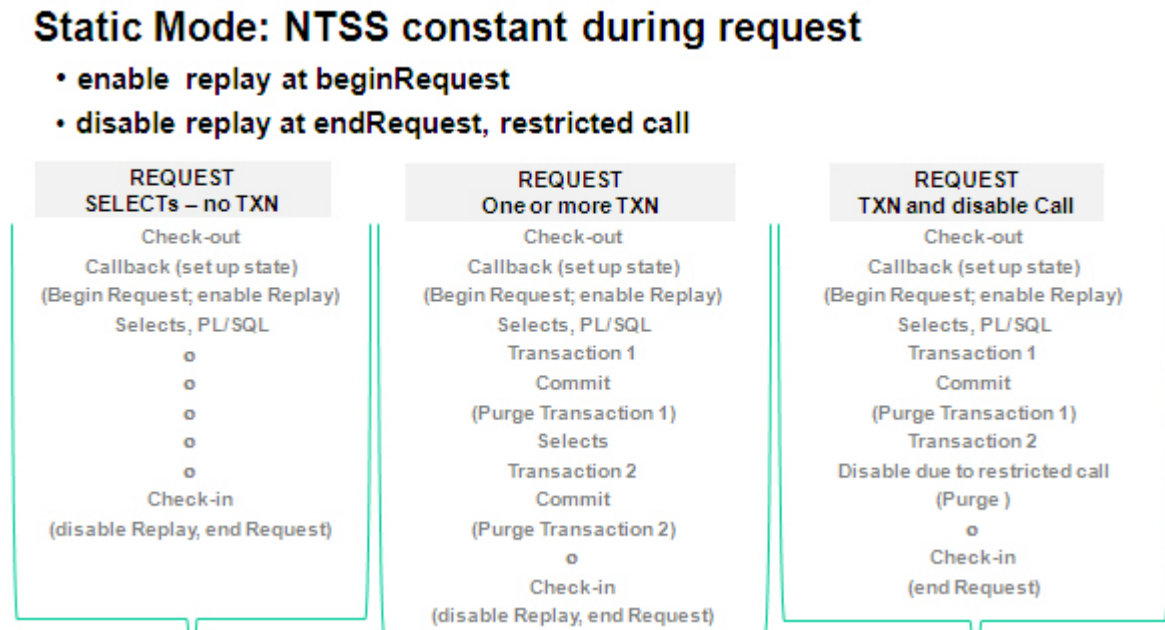 Static Mode: NTSS constant during request
• enable replay at beginRequest
• disable replay at endRequest, restricted call
REQUEST
SELECTs – no TXN
Check-out
Callback (set up state)
(Begin Request; enable Replay)
Selects, PL/SQL
o
o
o
o
o
Check-in
(disable Replay, end Request)
REQUEST
One or more TXN
Check-out
Callback (set up state)
(Begin Request; enable Replay)
Selects, PL/SQL
Transaction 1
Commit
(Purge Transaction 1)
Selects
Transaction 2
Commit
(Purge Transaction 2)
o
Check-in
(disable Replay, end Request)
REQUEST
TXN and disable Call
Check-out
Callback (set up state)
(Begin Request; enable Replay)
Selects, PL/SQL
Transaction 1
Commit
(Purge Transaction 1)
Transaction 2
Disable due to restricted call
(Purge )
o
Check-in
(end Request)